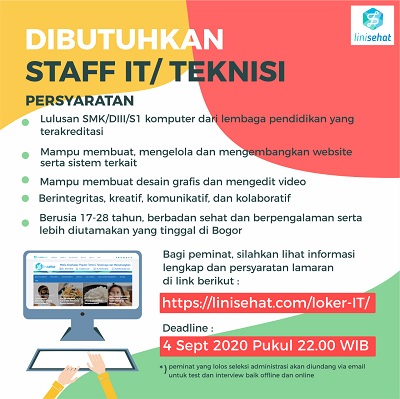 linisehat
DIBUTUHKAN
STAFF IT/ TEKNISI
PERSYARATAN
Lulusan SMK/DIII/S1 komputer dari lembaga pendidikan yang
terakreditasi
Mampu membuat, mengelola dan mengembangkan website
serta sistem terkait
Mampu membuat desain grafis dan mengedit video
Berintegritas, kreatif, komunikatif, dan kolaboratif
Berusia 17-28 tahun, berbadan sehat dan berpengalaman serta
lebih diutamakan yang tinggal di Bogor
Bagi peminat, silahkan lihat informasi
lengkap dan persyaratan lamaran
di link berikut :
https://linisehat.com/loker-IT/
Deadline :
4 Sept 2020 Pukul 22.00 WIB
*) peminat yang lolos seleksi administrasi akan diundang via email
untuk test dan interview baik offline dan online